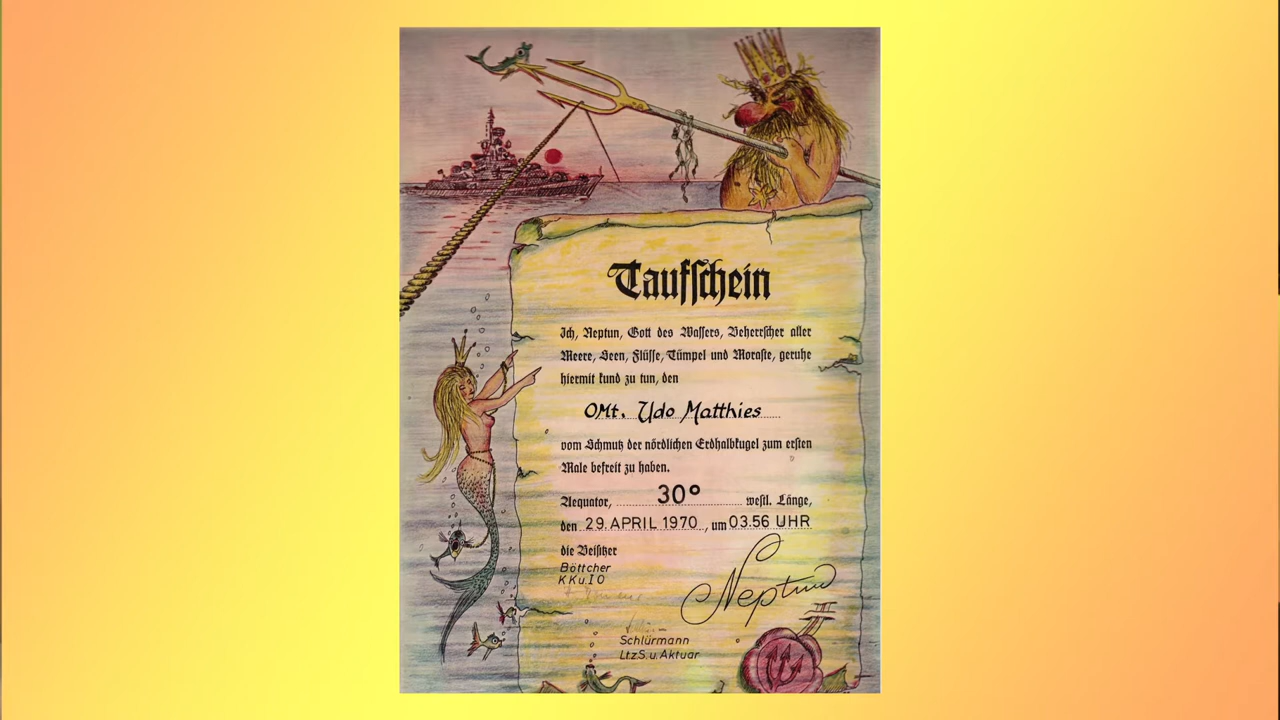 Taufschein
Ich, Neptun, Gott des Wassers, Beherrscher aller
Meere, Seen, Flüsse, Tümpel und Moraste, geruhe
hiermit kund zu tun, den
OMt. Udo Matthies
vom Schmutz der nördlichen Erdhalbkugel zum ersten
Male befreit zu haben.
Aequator, 30° westl. Länge,
den 29. APRIL 1970, um 03.56 UHR
die Beisitzer
Böttcher
KKu.IO
Neptun
Schlürmann
LtzS.u.Aktuar